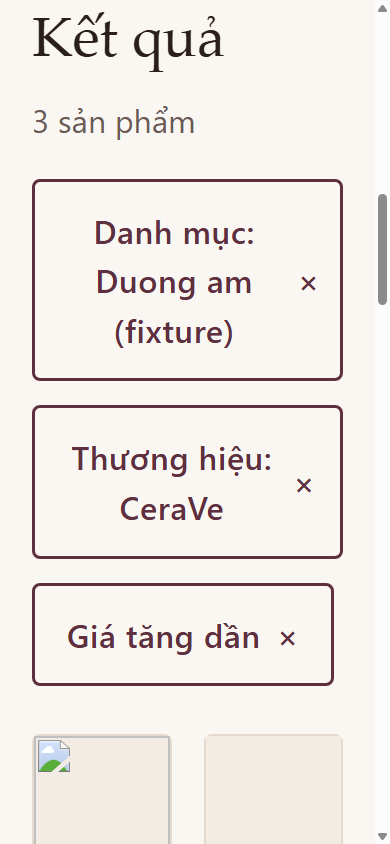 Kết quả
3 sản phẩm
Danh mục:
Duong am
(fixture)
×
Thương hiệu:
CeraVe
×
Giá tăng dần ×